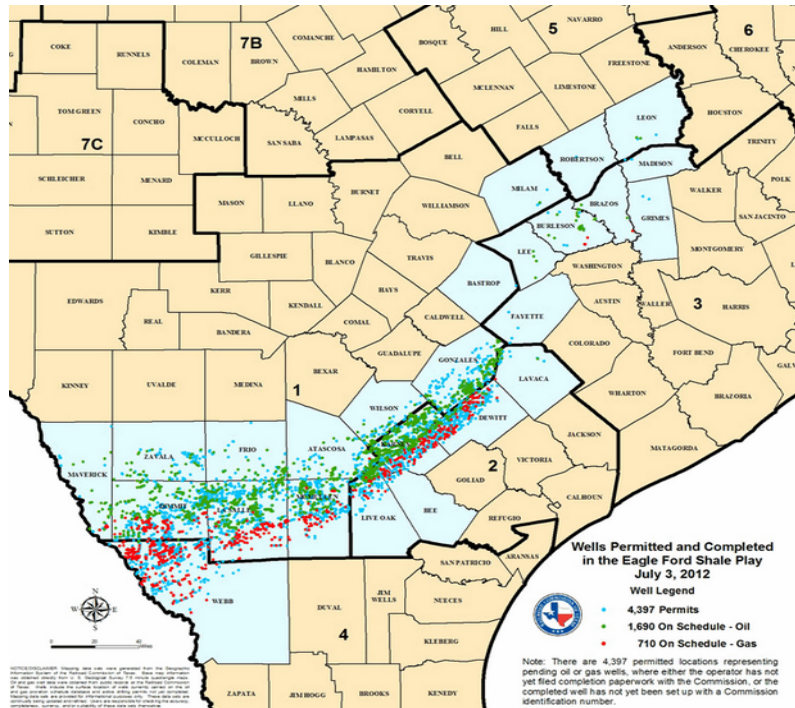 NAVARRO
HILL
ANDERSON
CHEROKEE
COMANCHE
BOSQUE
5
6
COKE
RUNNELS
COLEMAN
7B
BROWN
FREESTONE
HAMILTON
MCLENNAN
LIMESTONE
HOUSTON
MILLS
CORYELL
LEON
TOM GREEN
CONCHO
MCCULLOCH
SAN SABA
LAMPASAS
FALLS
TRINITY
7C
BELL
ROBERTSON
MADISON
POLK
SCHLEICHER
MENARD
MASON
LLANO
BURNET
MILAM
WALKER
WILLIAMSON
BRAZOS
GRIMES
SAN JACINTO
SUTTON
KIMBLE
BURLESON
MONTGOMERY
GILLESPIE
BLANCO
TRAVIS
LEE
WASHINGTON
KERR
HAYS
BASTROP
EDWARDS
KENDALL
AUSTIN
WALLER
3
HARRIS
REAL
COMAL
CALDWELL
FAYETTE
BANDERA
GUADALUPE
COLORADO
FORT BEND
GALV
KINNEY
UVALDE
MEDINA
BEXAR
GONZALES
LAVACA
1
WHARTON
BRAZORIA
WILSON
DEWITT
JACKSON
MATAGORDA
MAVERICK
ZAVALA
FRIO
ATASCOSA
2
VICTORIA
GOLIAD
CALHOUN
DIMMIT
LIVE OAK
BEE
REFUGIO
ARANSAS
SAN PATRICIO
WEBB
DUVAL
JIM
WELLS
NUECES
4
KLEBERG
ZAPATA
JIM HOGG
BROOKS
KENEDY
N
W
E
S
Wells Permitted and Completed
in the Eagle Ford Shale Play
July 3, 2012
Well Legend
4,397 Permits
1,690 On Schedule - Oil
710 On Schedule - Gas
Note: There are 4,397 permitted locations representing
pending oil or gas wells, where either the operator has not
yet filed completion paperwork with the Commission, or the
completed well has not yet been set up with a Commission
identification number.